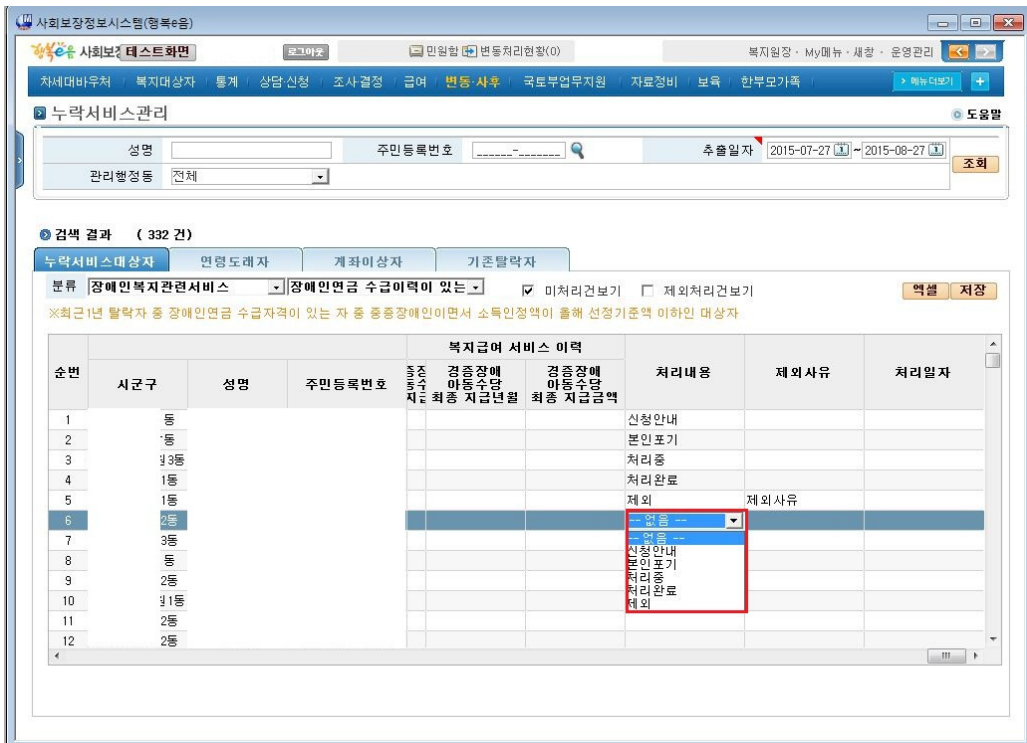 사회보장정보시스템(행복e음)
행복e음 사회보장 테스트화면 로그아웃 민원함 변동처리현황(0) 복지원장 · My메뉴 · 새창 · 운영관리
차세대바우처 복지대상자 통계 상담·신청 조사결정 급여 변동·사후 국토부업무지원 자료정비 보육 한부모가족 > 메뉴더보기 +
누락서비스관리 도움말
성명 주민등록번호 ______-_______ 추출일자 2015-07-27 ~ 2015-08-27
조회
관리행정동 전체
검색 결과 ( 332 건)
누락서비스대상자 연령도래자 계좌이상자 기존탈락자
분류 장애인복지관련서비스 장애인연금 수급이력이 있는 미처리건보기 제외처리건보기 엑셀 저장
※최근1년 탈락자 중 장애인연금 수급자격이 있는 자 중 중증장애인이면서 소득인정액이 올해 선정기준액 이하인 대상자
복지급여 서비스 이력
순번 시군구 성명 주민등록번호 경증장애 아동수당 최종 지급년월 경증장애 아동수당 최종 지급금액 처리내용 제외사유 처리일자
1 동 신청안내
2 동 본인포기
3 3동 처리중
4 1동 처리완료
5 1동 제외 제외사유
6 2동 -- 없음 --
7 3동 -- 없음 --
신청안내
8 동 본인포기
9 2동 처리중
처리완료
10 1동 제외
11 2동
12 2동